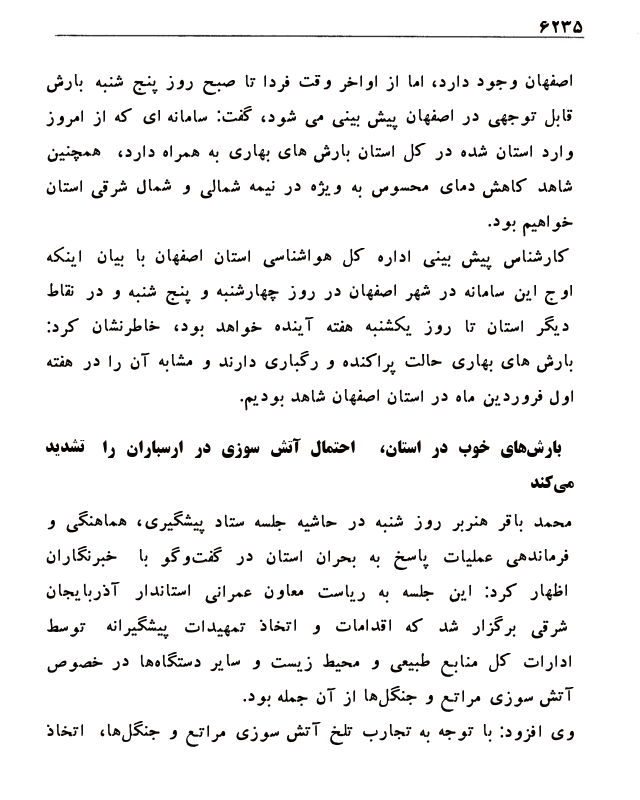 ۶۲۳۵
اصفهان وجود دارد، اما از اواخر وقت فردا تا صبح روز پنج شنبه بارش
قابل توجهی در اصفهان پیش بینی می شود، گفت: سامانه ای که از امروز
وارد استان شده در کل استان بارش های بهاری به همراه دارد، همچنین
شاهد کاهش دمای محسوس به ویژه در نیمه شمالی و شمال شرقی استان
خواهیم بود.
کارشناس پیش بینی اداره کل هواشناسی استان اصفهان با بیان اینکه
اوج این سامانه در شهر اصفهان در روز چهارشنبه و پنج شنبه و در نقاط
دیگر استان تا روز یکشنبه هفته آینده خواهد بود، خاطرنشان کرد:
بارش های بهاری حالت پراکنده و رگباری دارند و مشابه آن را در هفته
اول فروردین ماه در استان اصفهان شاهد بودیم.
بارش‌های خوب در استان، احتمال آتش سوزی در ارسباران را تشدید
می‌کند
محمد باقر هنربر روز شنبه در حاشیه جلسه ستاد پیشگیری، هماهنگی و
فرماندهی عملیات پاسخ به بحران استان در گفت‌وگو با خبرنگاران
اظهار کرد: این جلسه به ریاست معاون عمرانی استاندار آذربایجان
شرقی برگزار شد که اقدامات و اتخاذ تمهیدات پیشگیرانه توسط
ادارات کل منابع طبیعی و محیط زیست و سایر دستگاه‌ها در خصوص
آتش سوزی مراتع و جنگل‌ها از آن جمله بود.
وی افزود: با توجه به تجارب تلخ آتش سوزی مراتع و جنگل‌ها، اتخاذ